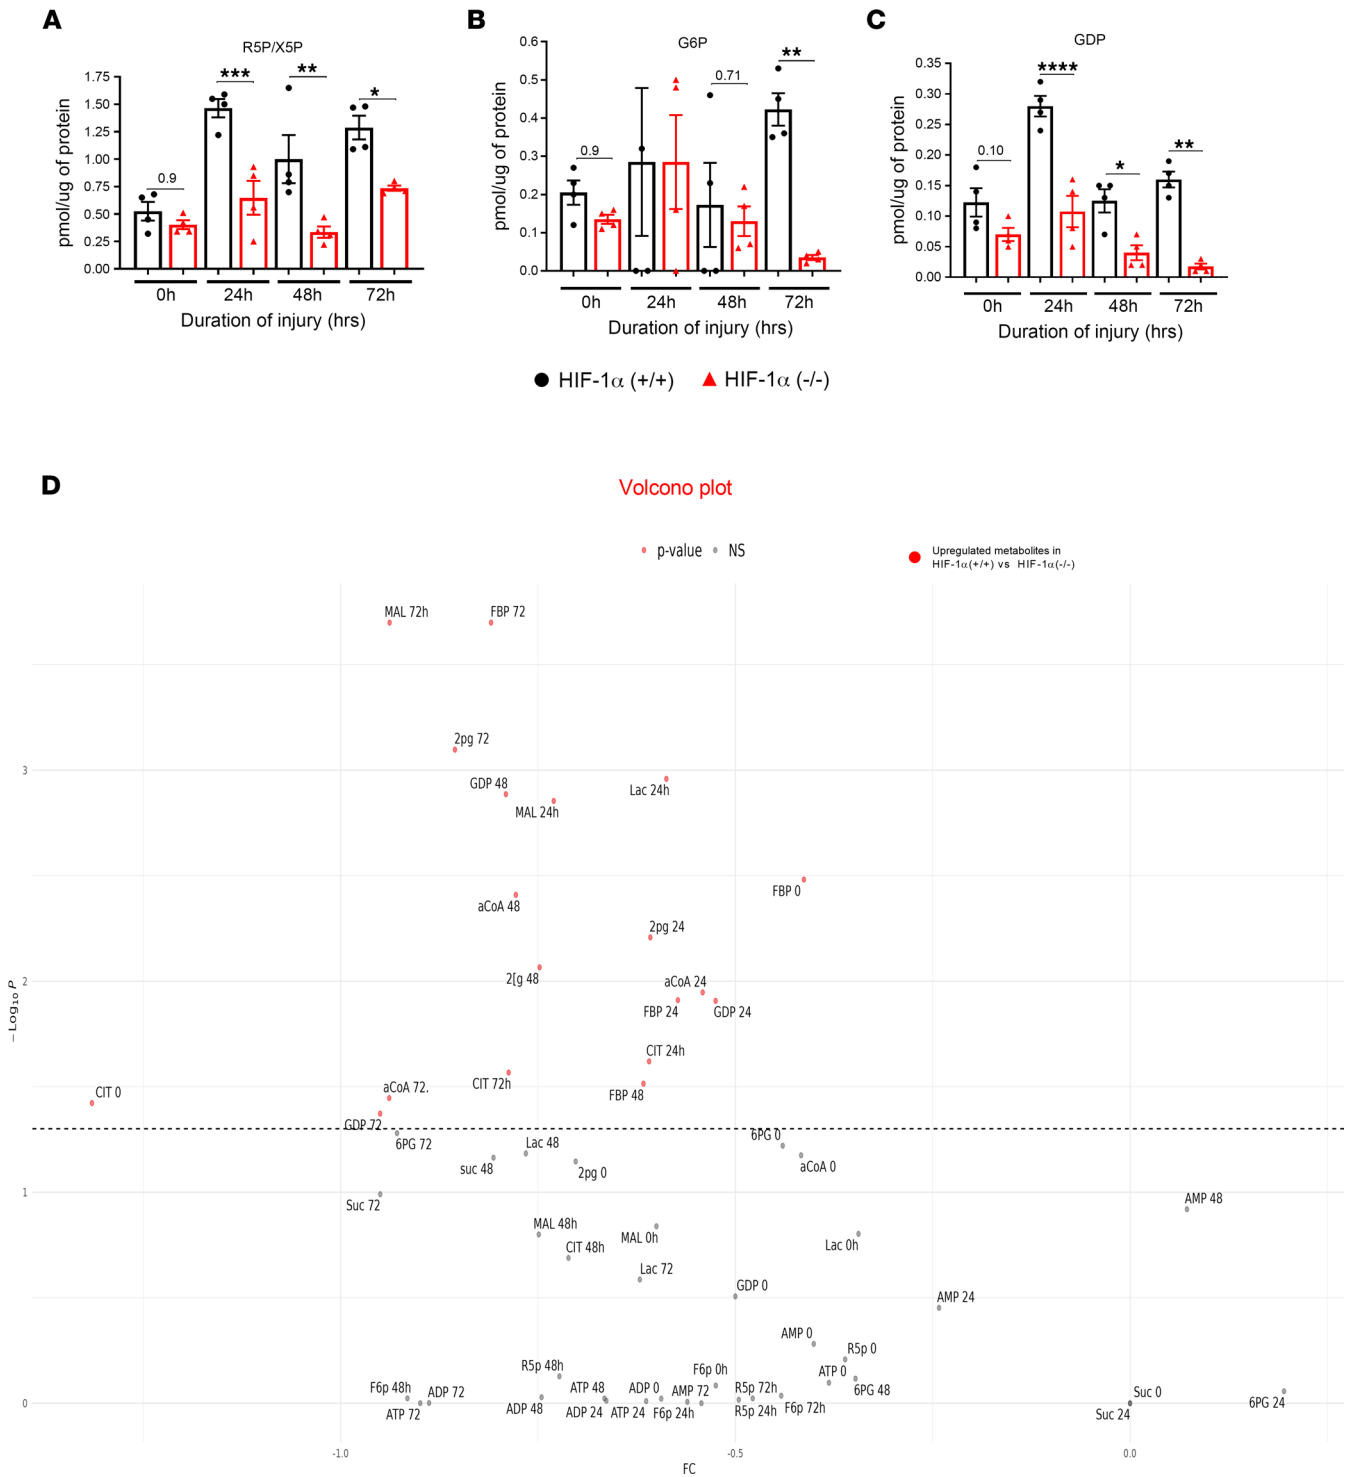 A
R5P/X5P
pmol/ug of protein
1.75
1.50
1.25
1.00
0.75
0.50
0.25
0.00
0.9
***
**
*
0h
24h
48h
72h
Duration of injury (hrs)
B
G6P
pmol/ug of protein
0.6
0.5
0.4
0.3
0.2
0.1
0.0
0.9
0.71
**
0h
24h
48h
72h
Duration of injury (hrs)
C
GDP
pmol/ug of protein
0.35
0.30
0.25
0.20
0.15
0.10
0.05
0.00
0.10
****
*
**
0h
24h
48h
72h
Duration of injury (hrs)
HIF-1α (+/+)
HIF-1α (-/-)
D
Volcono plot
p-value
NS
Upregulated metabolites in
HIF-1α(+/+) vs HIF-1α(-/-)
MAL 72h
FBP 72
2pg 72
3
GDP 48
Lac 24h
MAL 24h
FBP 0
aCoA 48
2pg 24
2[g 48
2
aCoA 24
FBP 24
GDP 24
CIT 24h
CIT 72h
aCoA 72.
CIT 0
FBP 48
GDP 72
6PG 72
6PG 0
Lac 48
suc 48
2pg 0
aCoA 0
1
Suc 72
AMP 48
MAL 48h
MAL 0h
CIT 48h
Lac 0h
Lac 72
GDP 0
AMP 24
AMP 0
R5p 0
R5p 48h
F6p 0h
ATP 0
6PG 48
F6p 48h
ADP 72
ATP 48
ADP 0
AMP 72
R5p 72h
Suc 0
0
ATP 72
ADP 48
ADP 24
ATP 24
F6p 24h
R5p 24h
F6p 72h
Suc 24
6PG 24
-Log10 P
-1.0
-0.5
0.0
FC